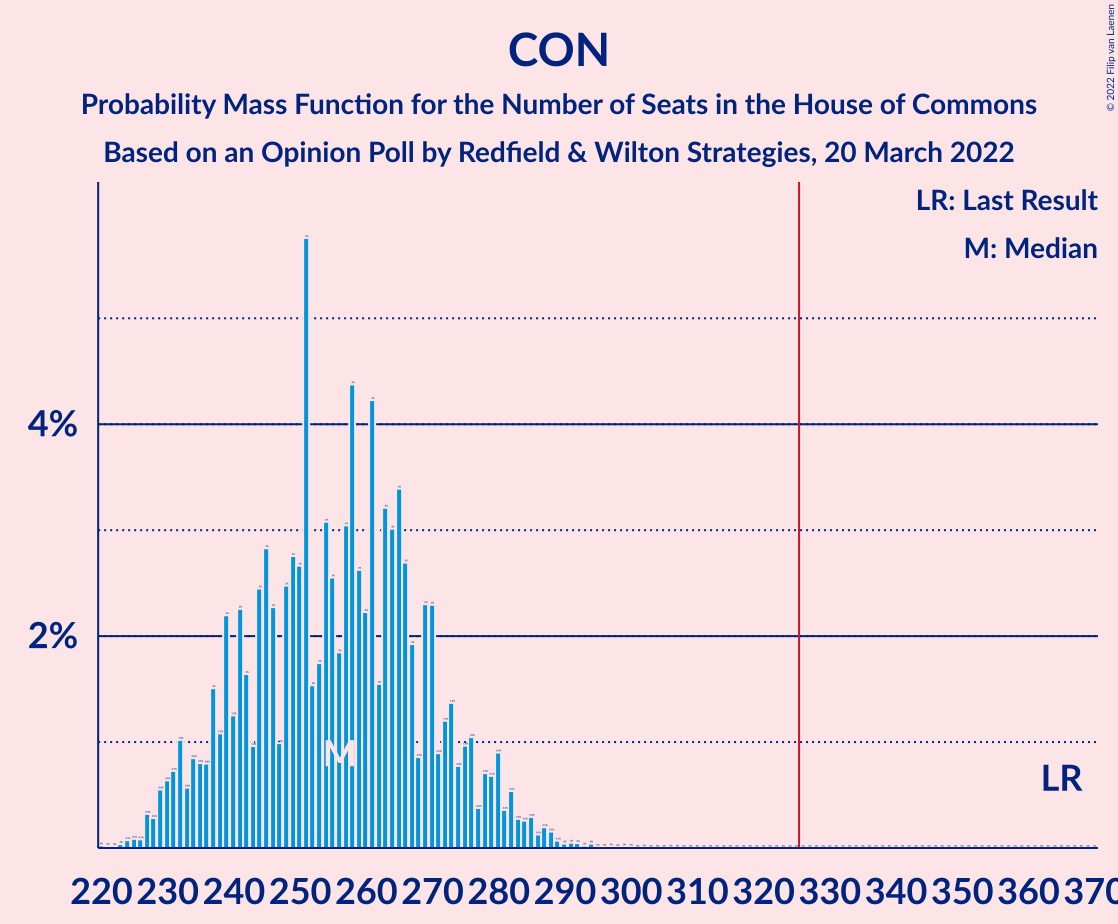 CON
Probability Mass Function for the Number of Seats in the House of Commons
Based on an Opinion Poll by Redfield & Wilton Strategies, 20 March 2022
© 2022 Filip van Laenen
LR: Last Result
M: Median
4%
2%
M
LR
220 230 240 250 260 270 280 290 300 310 320 330 340 350 360 370